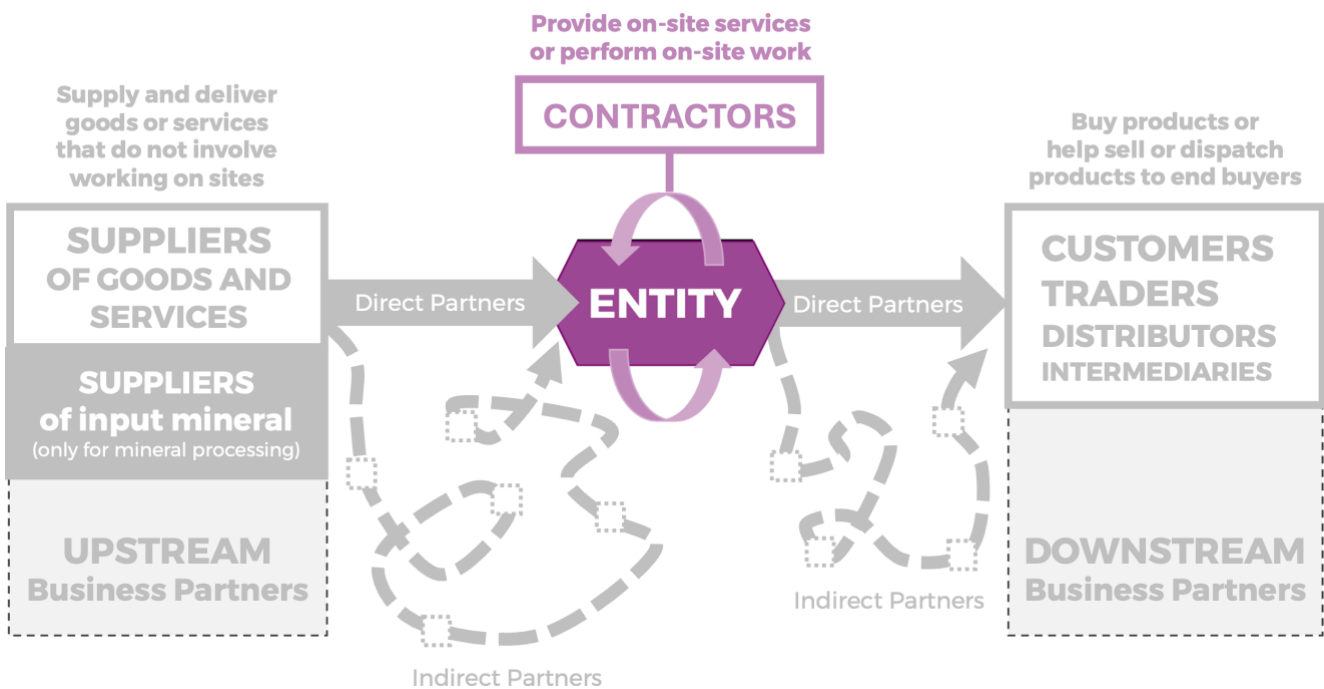 Provide on-site services
or perform on-site work
CONTRACTORS
Supply and deliver
goods or services
that do not involve
working on sites
SUPPLIERS
OF GOODS AND
SERVICES
SUPPLIERS
of input mineral
(only for mineral processing)
UPSTREAM
Business Partners
Direct Partners
Indirect Partners
ENTITY
Direct Partners
Indirect Partners
Buy products or
help sell or dispatch
products to end buyers
CUSTOMERS
TRADERS
DISTRIBUTORS
INTERMEDIARIES
DOWNSTREAM
Business Partners